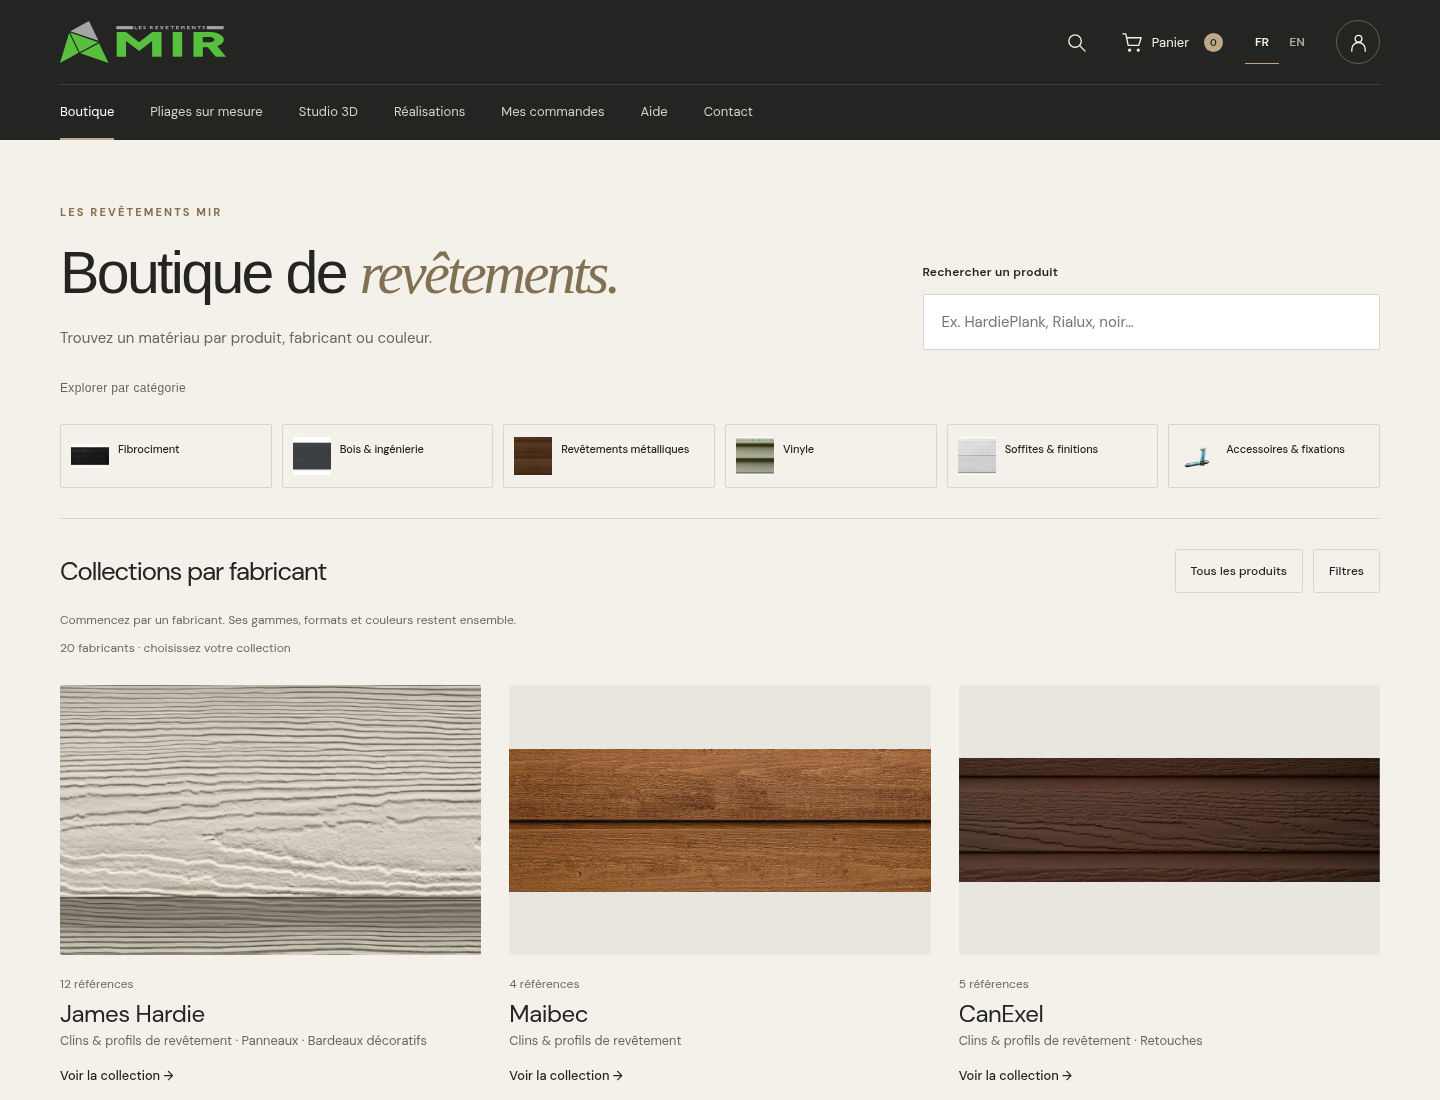 LES REVÊTEMENTS
MIR
Panier 0
FR EN
Boutique Pliages sur mesure Studio 3D Réalisations Mes commandes Aide Contact
LES REVÊTEMENTS MIR
Boutique de revêtements.
Trouvez un matériau par produit, fabricant ou couleur.
Rechercher un produit
Ex. HardiePlank, Rialux, noir...
Explorer par catégorie
Fibrociment
Bois & ingénierie
Revêtements métalliques
Vinyle
Soffites & finitions
Accessoires & fixations
Collections par fabricant
Tous les produits
Filtres
Commencez par un fabricant. Ses gammes, formats et couleurs restent ensemble.
20 fabricants · choisissez votre collection
12 références
James Hardie
Clins & profils de revêtement · Panneaux · Bardeaux décoratifs
Voir la collection →
4 références
Maibec
Clins & profils de revêtement
Voir la collection →
5 références
CanExel
Clins & profils de revêtement · Retouches
Voir la collection →